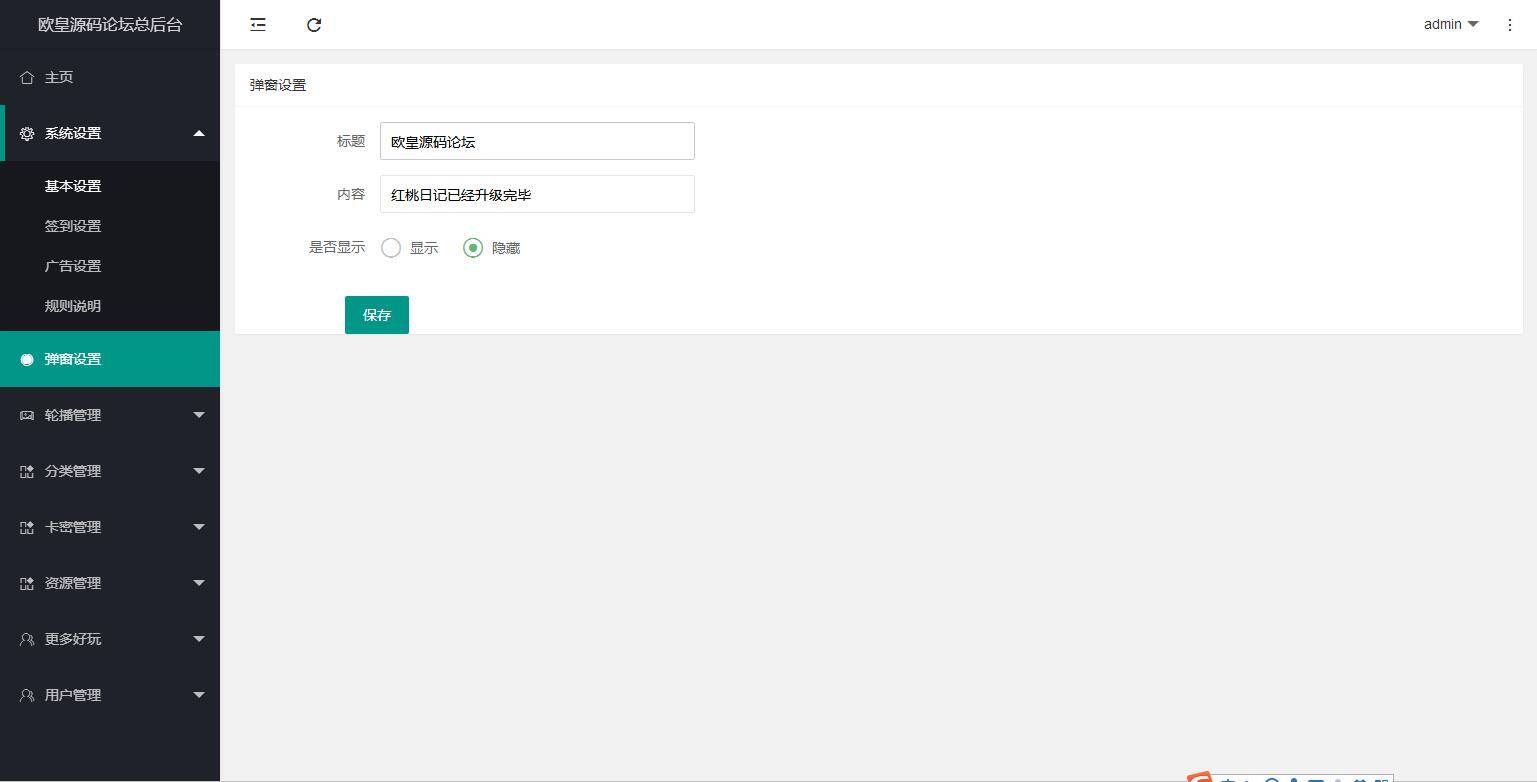 欧皇源码论坛总后台
admin
主页
系统设置
基本设置
签到设置
广告设置
规则说明
弹窗设置
轮播管理
分类管理
卡密管理
资源管理
更多好玩
用户管理
弹窗设置
标题 欧皇源码论坛
内容 红桃日记已经升级完毕
是否显示 显示 隐藏
保存